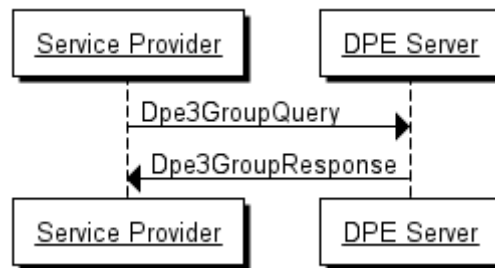 Service Provider
DPE Server
Dpe3GroupQuery
Dpe3GroupResponse
Service Provider
DPE Server